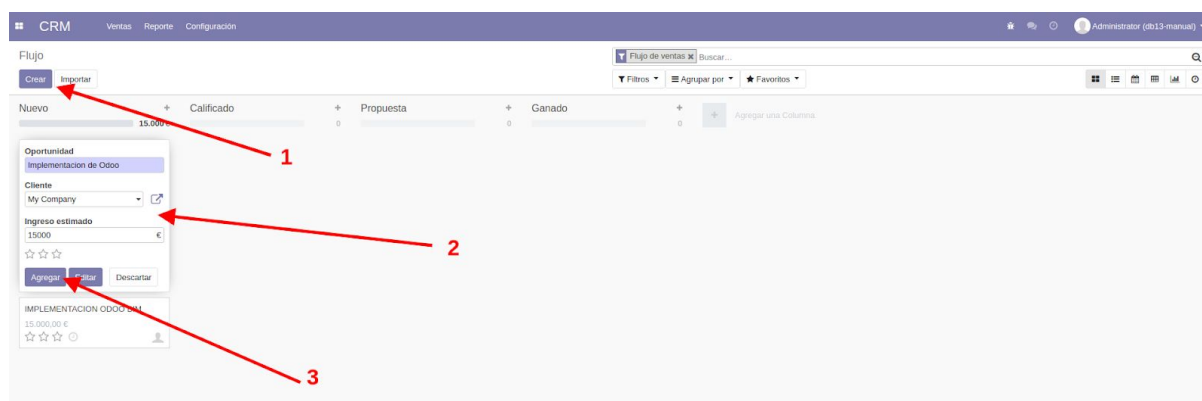 CRM Ventas Reporte Configuración Administrator (db13-manual)
Flujo
Flujo de ventas × Buscar...
Crear Importar
Filtros Agrupar por Favoritos
Nuevo + Calificado + Propuesta + Ganado + + Agregar una Columna
15.000 0 0 0
Oportunidad
Implementacion de Odoo
Cliente
My Company
Ingreso estimado
15000 €
Agregar Editar Descartar
IMPLEMENTACION ODOO
15.000,00 €
1
2
3